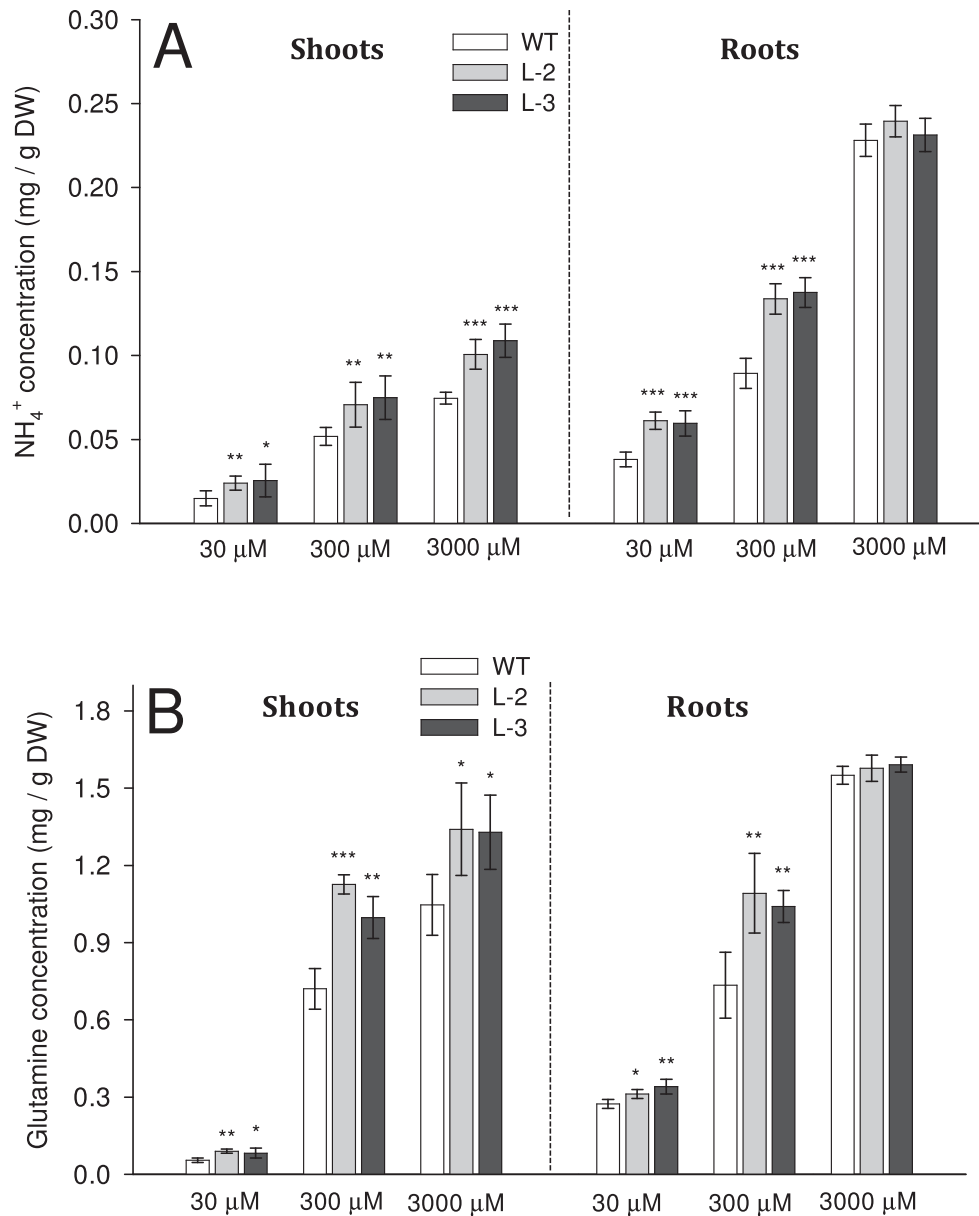 A
Shoots
Roots
WT
L-2
L-3
NH₄⁺ concentration (mg / g DW)
0.30
0.25
0.20
0.15
0.10
0.05
0.00
** *
** **
*** ***
*** ***
*** ***
30 µM 300 µM 3000 µM 30 µM 300 µM 3000 µM
WT
L-2
L-3
B
Shoots
Roots
Glutamine concentration (mg / g DW)
1.8
1.5
1.2
0.9
0.6
0.3
0.0
** *
*** **
* *
* **
** **
30 µM 300 µM 3000 µM 30 µM 300 µM 3000 µM